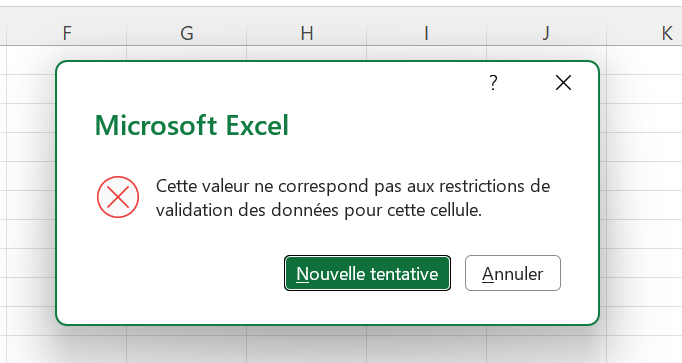 F G H I J K
?
Microsoft Excel
Cette valeur ne correspond pas aux restrictions de
validation des données pour cette cellule.
Nouvelle tentative Annuler